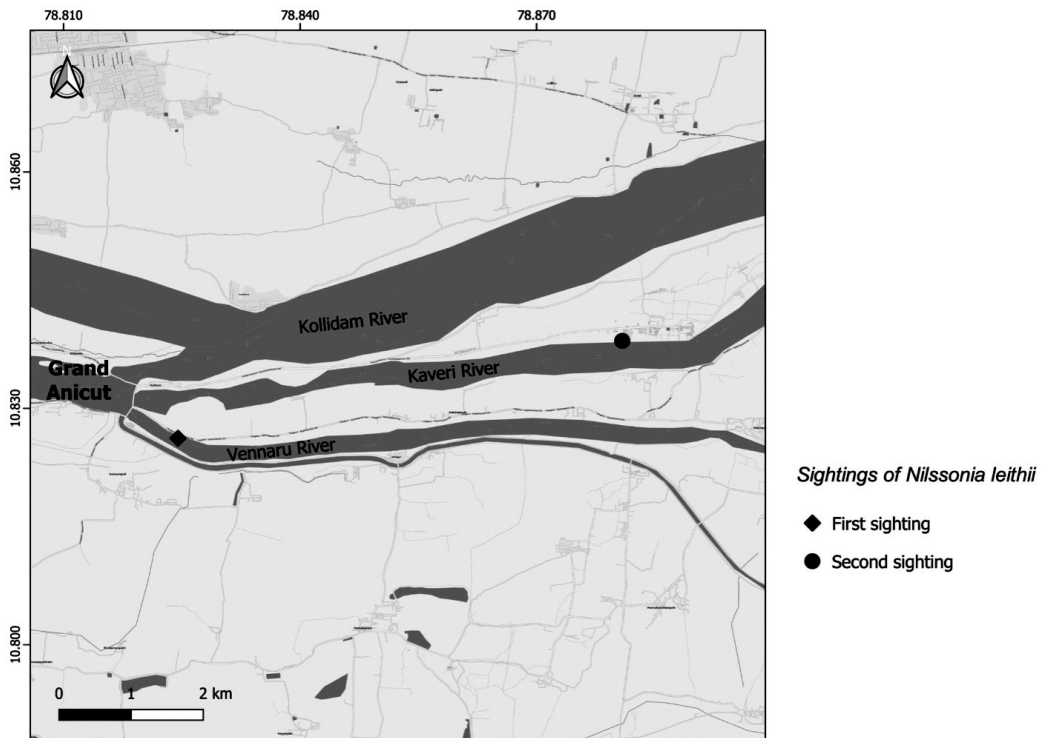 78.810
78.840
78.870
N
10.860
10.830
10.800
Kollidam River
Grand
Anicut
Kaveri River
Vennaru River
Sightings of Nilssonia leithii
First sighting
Second sighting
0
1
2 km